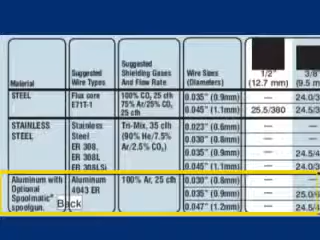 Material
Suggested Wire Types
Suggested Shielding Gases And Flow Rate
Wire Sizes (Diameters)
1/2" (12.7 mm)
3/8" (9.5 m
STEEL
Flux core E71T-1
100% CO₂ 25 cfh
75% Ar/25% CO₂
25 cfh
0.035" (0.9mm)
—
24.0/3
0.045" (1.1mm)
25.5/380
24.0/3
STAINLESS STEEL
Stainless Steel
ER 308,
ER 308L
ER 308LSi
Tri-Mix, 35 cfh
(90% He/7.5%
Ar/2.5% CO₂)
0.023" (0.6mm)
—
—
0.030" (0.8mm)
—
—
0.035" (0.9mm)
—
24.5/4
0.045" (1.1mm)
—
24.0/3
Aluminum with Optional Spoolmatic® spoolgun.
Aluminum 4043 ER
100% Ar, 25 cfh
0.030" (0.8mm)
—
—
0.035" (0.9mm)
—
25.0/
0.047" (1.2mm)
—
24.5/4
Back